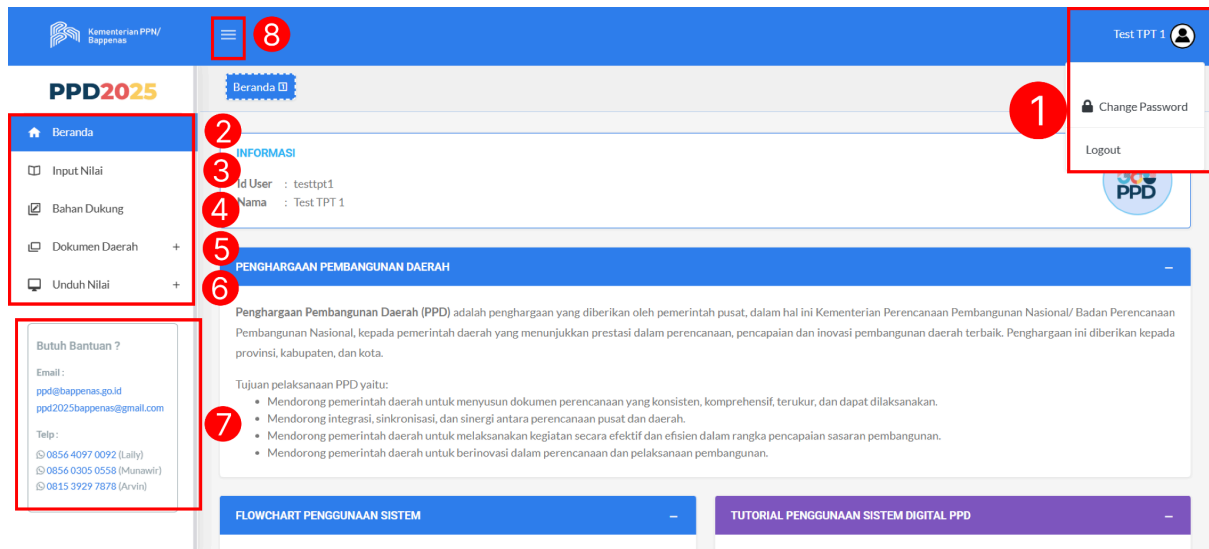 Kementerian PPN/
Bappenas
8
Test TPT 1
PPD2025
Beranda
1
Change Password
Logout
Beranda
2
Input Nilai
3
Bahan Dukung
4
Dokumen Daerah +
5
Unduh Nilai +
6
INFORMASI
Id User : testtpt1
Nama : Test TPT 1
PPD
PENGHARGAAN PEMBANGUNAN DAERAH –
Penghargaan Pembangunan Daerah (PPD) adalah penghargaan yang diberikan oleh pemerintah pusat, dalam hal ini Kementerian Perencanaan Pembangunan Nasional/ Badan Perencanaan
Pembangunan Nasional, kepada pemerintah daerah yang menunjukkan prestasi dalam perencanaan, pencapaian dan inovasi pembangunan daerah terbaik. Penghargaan ini diberikan kepada
provinsi, kabupaten, dan kota.
Tujuan pelaksanaan PPD yaitu:
• Mendorong pemerintah daerah untuk menyusun dokumen perencanaan yang konsisten, komprehensif, terukur, dan dapat dilaksanakan.
• Mendorong integrasi, sinkronisasi, dan sinergi antara perencanaan pusat dan daerah.
• Mendorong pemerintah daerah untuk melaksanakan kegiatan secara efektif dan efisien dalam rangka pencapaian sasaran pembangunan.
• Mendorong pemerintah daerah untuk berinovasi dalam perencanaan dan pelaksanaan pembangunan.
Butuh Bantuan ?
Email :
ppd@bappenas.go.id
ppd2025bappenas@gmail.com
7
Telp :
0856 4097 0092 (Laily)
0856 0305 0558 (Munawir)
0815 3929 7878 (Arvin)
FLOWCHART PENGGUNAAN SISTEM –
TUTORIAL PENGGUNAAN SISTEM DIGITAL PPD –